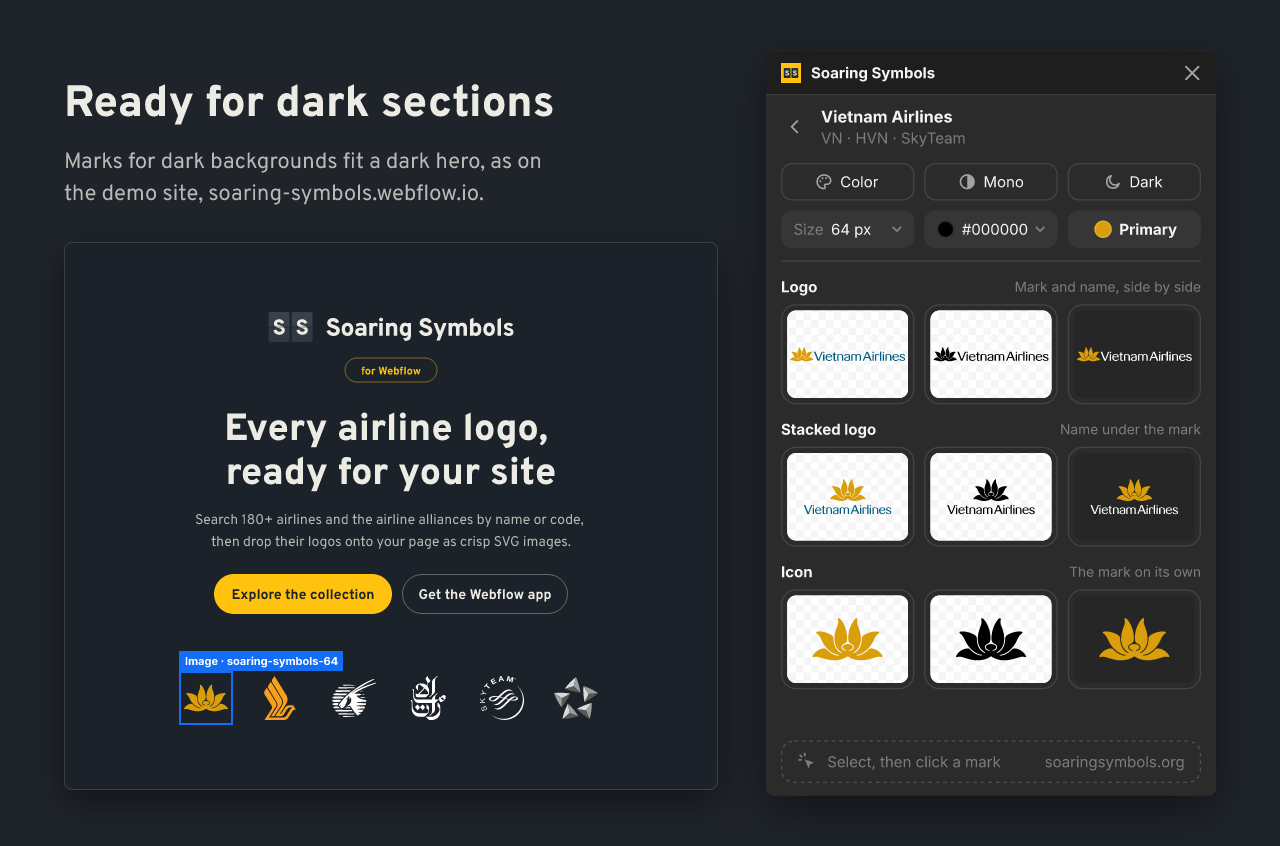 Ready for dark sections
Marks for dark backgrounds fit a dark hero, as on
the demo site, soaring-symbols.webflow.io.
S S Soaring Symbols
for Webflow
Every airline logo,
ready for your site
Search 180+ airlines and the airline alliances by name or code,
then drop their logos onto your page as crisp SVG images.
Explore the collection
Get the Webflow app
Image · soaring-symbols-64
SKYTEAM
S S Soaring Symbols
Vietnam Airlines
VN · HVN · SkyTeam
Color
Mono
Dark
Size 64 px
#000000
Primary
Logo
Mark and name, side by side
Vietnam Airlines
Vietnam Airlines
Vietnam Airlines
Stacked logo
Name under the mark
Vietnam Airlines
Vietnam Airlines
Vietnam Airlines
Icon
The mark on its own
Select, then click a mark
soaringsymbols.org